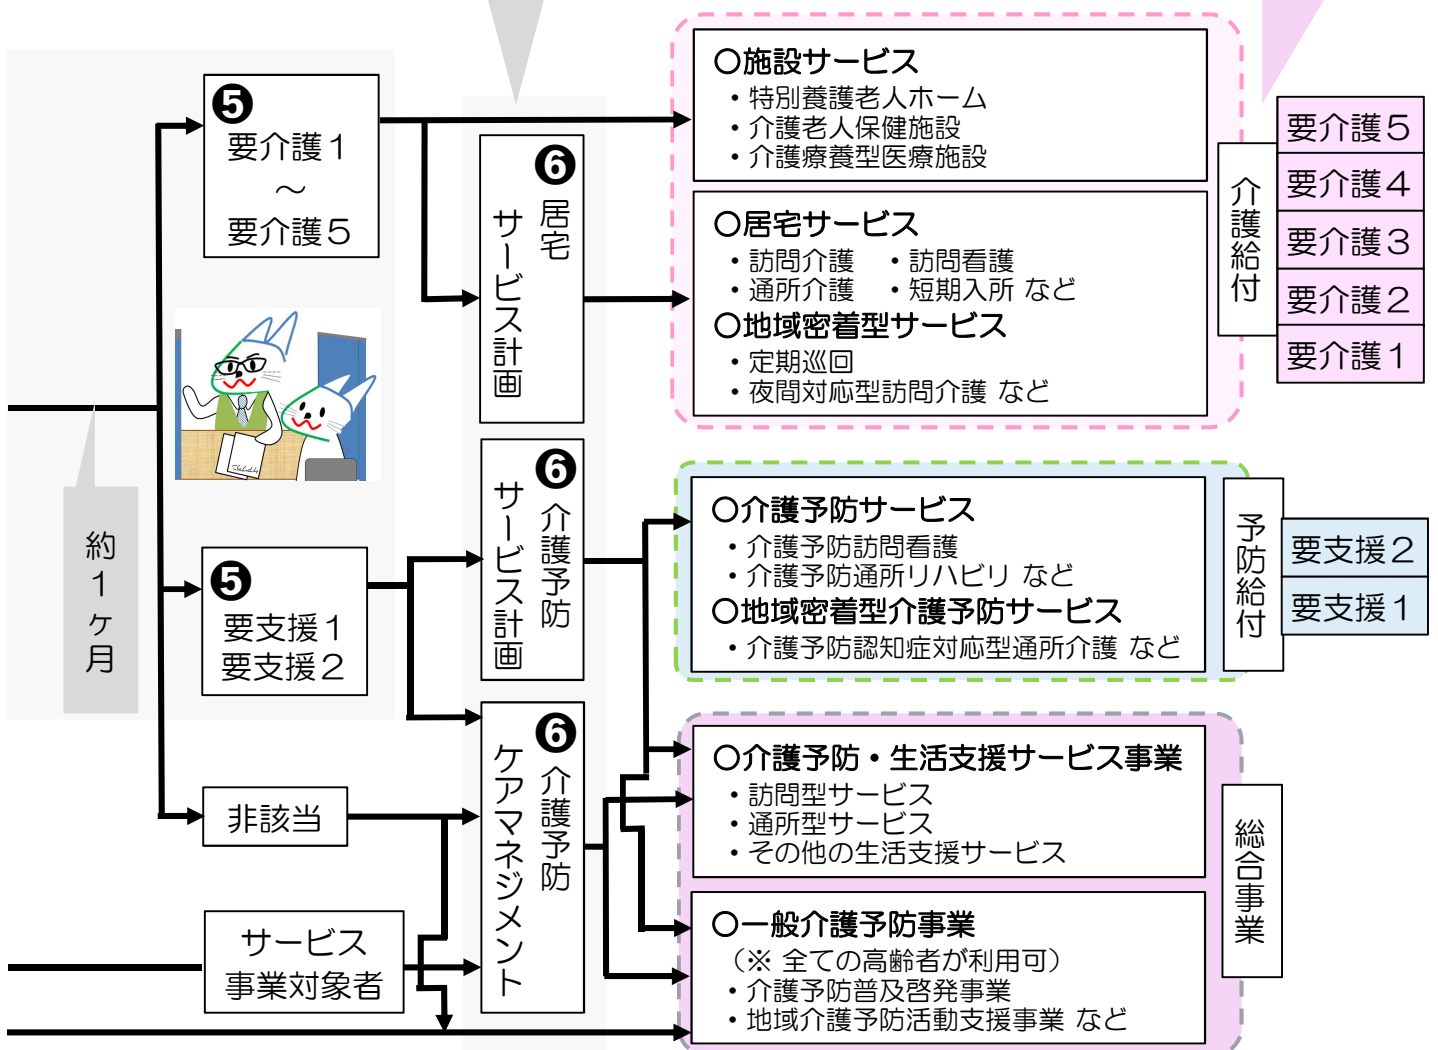 ❺
要介護1
～
要介護5
約1ヶ月
❺
要支援1
要支援2
非該当
サービス
事業対象者
❻居宅
サービス計画
❻介護予防
サービス計画
❻介護予防
ケアマネジメント
〇施設サービス
・特別養護老人ホーム
・介護老人保健施設
・介護療養型医療施設
〇居宅サービス
・訪問介護 ・訪問看護
・通所介護 ・短期入所 など
〇地域密着型サービス
・定期巡回
・夜間対応型訪問介護 など
介護給付
要介護5
要介護4
要介護3
要介護2
要介護1
〇介護予防サービス
・介護予防訪問看護
・介護予防通所リハビリ など
〇地域密着型介護予防サービス
・介護予防認知症対応型通所介護 など
予防給付
要支援2
要支援1
〇介護予防・生活支援サービス事業
・訪問型サービス
・通所型サービス
・その他の生活支援サービス
〇一般介護予防事業
（※ 全ての高齢者が利用可）
・介護予防普及啓発事業
・地域介護予防活動支援事業 など
総合事業